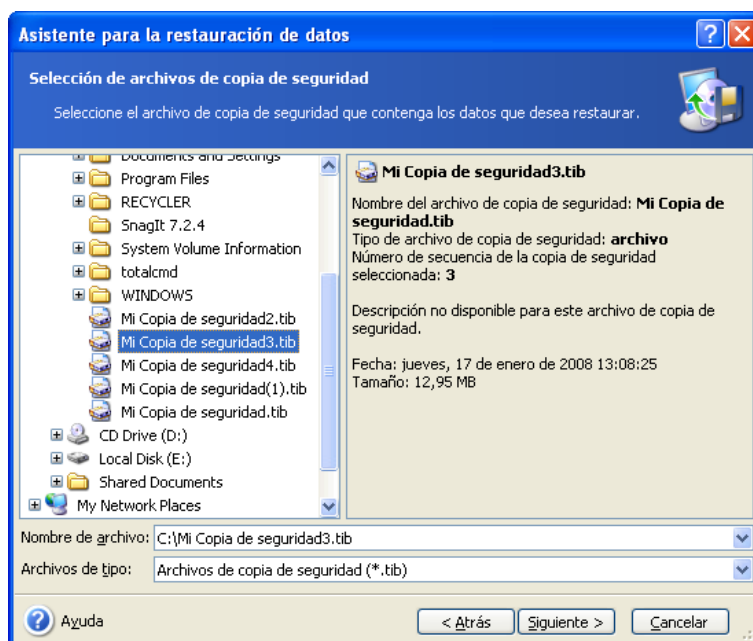 Asistente para la restauración de datos
Selección de archivos de copia de seguridad
Seleccione el archivo de copia de seguridad que contenga los datos que desea restaurar.
Documents and Settings
Program Files
RECYCLER
SnagIt 7.2.4
System Volume Information
totalcmd
WINDOWS
Mi Copia de seguridad2.tib
Mi Copia de seguridad3.tib
Mi Copia de seguridad4.tib
Mi Copia de seguridad(1).tib
Mi Copia de seguridad.tib
CD Drive (D:)
Local Disk (E:)
Shared Documents
My Network Places
Mi Copia de seguridad3.tib
Nombre del archivo de copia de seguridad: Mi Copia de
seguridad.tib
Tipo de archivo de copia de seguridad: archivo
Número de secuencia de la copia de seguridad
seleccionada: 3
Descripción no disponible para este archivo de copia de
seguridad.
Fecha: jueves, 17 de enero de 2008 13:08:25
Tamaño: 12,95 MB
Nombre de archivo: C:\Mi Copia de seguridad3.tib
Archivos de tipo: Archivos de copia de seguridad (*.tib)
Ayuda
< Atrás
Siguiente >
Cancelar